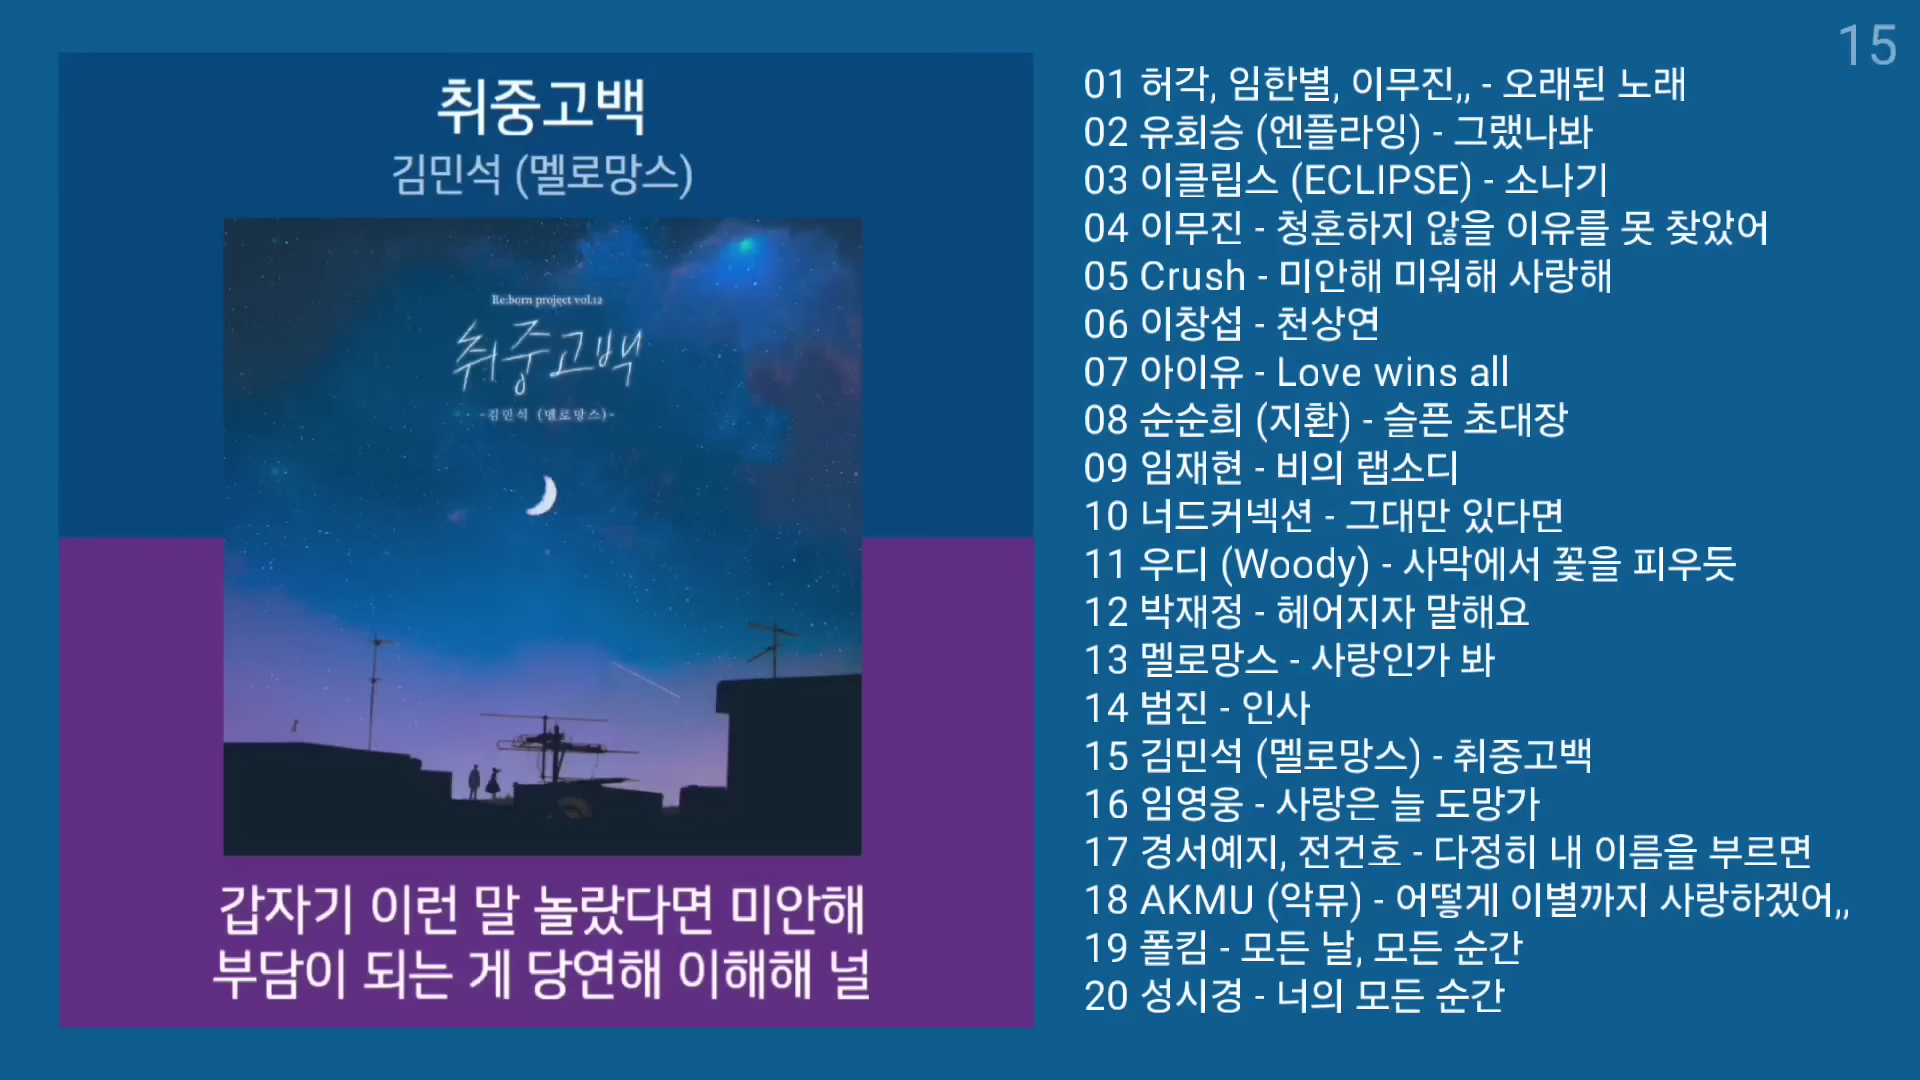 15
취중고백
김민석 (멜로망스)
Re:born project vol.12
취중고백
-김민석 (멜로망스)-
갑자기 이런 말 놀랐다면 미안해
부담이 되는 게 당연해 이해해 널
01 허각, 임한별, 이무진,, - 오래된 노래
02 유회승 (엔플라잉) - 그랬나봐
03 이클립스 (ECLIPSE) - 소나기
04 이무진 - 청혼하지 않을 이유를 못 찾았어
05 Crush - 미안해 미워해 사랑해
06 이창섭 - 천상연
07 아이유 - Love wins all
08 순순희 (지환) - 슬픈 초대장
09 임재현 - 비의 랩소디
10 너드커넥션 - 그대만 있다면
11 우디 (Woody) - 사막에서 꽃을 피우듯
12 박재정 - 헤어지자 말해요
13 멜로망스 - 사랑인가 봐
14 범진 - 인사
15 김민석 (멜로망스) - 취중고백
16 임영웅 - 사랑은 늘 도망가
17 경서예지, 전건호 - 다정히 내 이름을 부르면
18 AKMU (악뮤) - 어떻게 이별까지 사랑하겠어,,
19 폴킴 - 모든 날, 모든 순간
20 성시경 - 너의 모든 순간